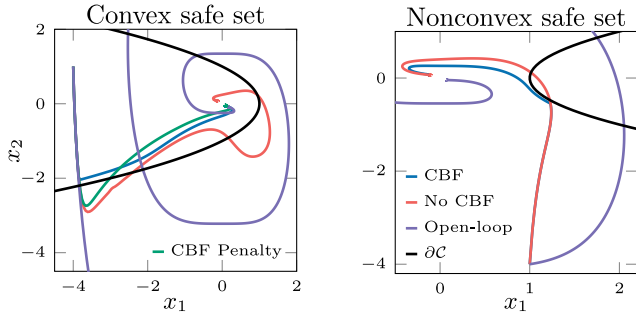 Convex safe set
2
0
−2
−4
x₂
−4
−2
0
2
x₁
CBF Penalty
Nonconvex safe set
0
−2
−4
0
1
2
x₁
CBF
No CBF
Open-loop
∂𝒞